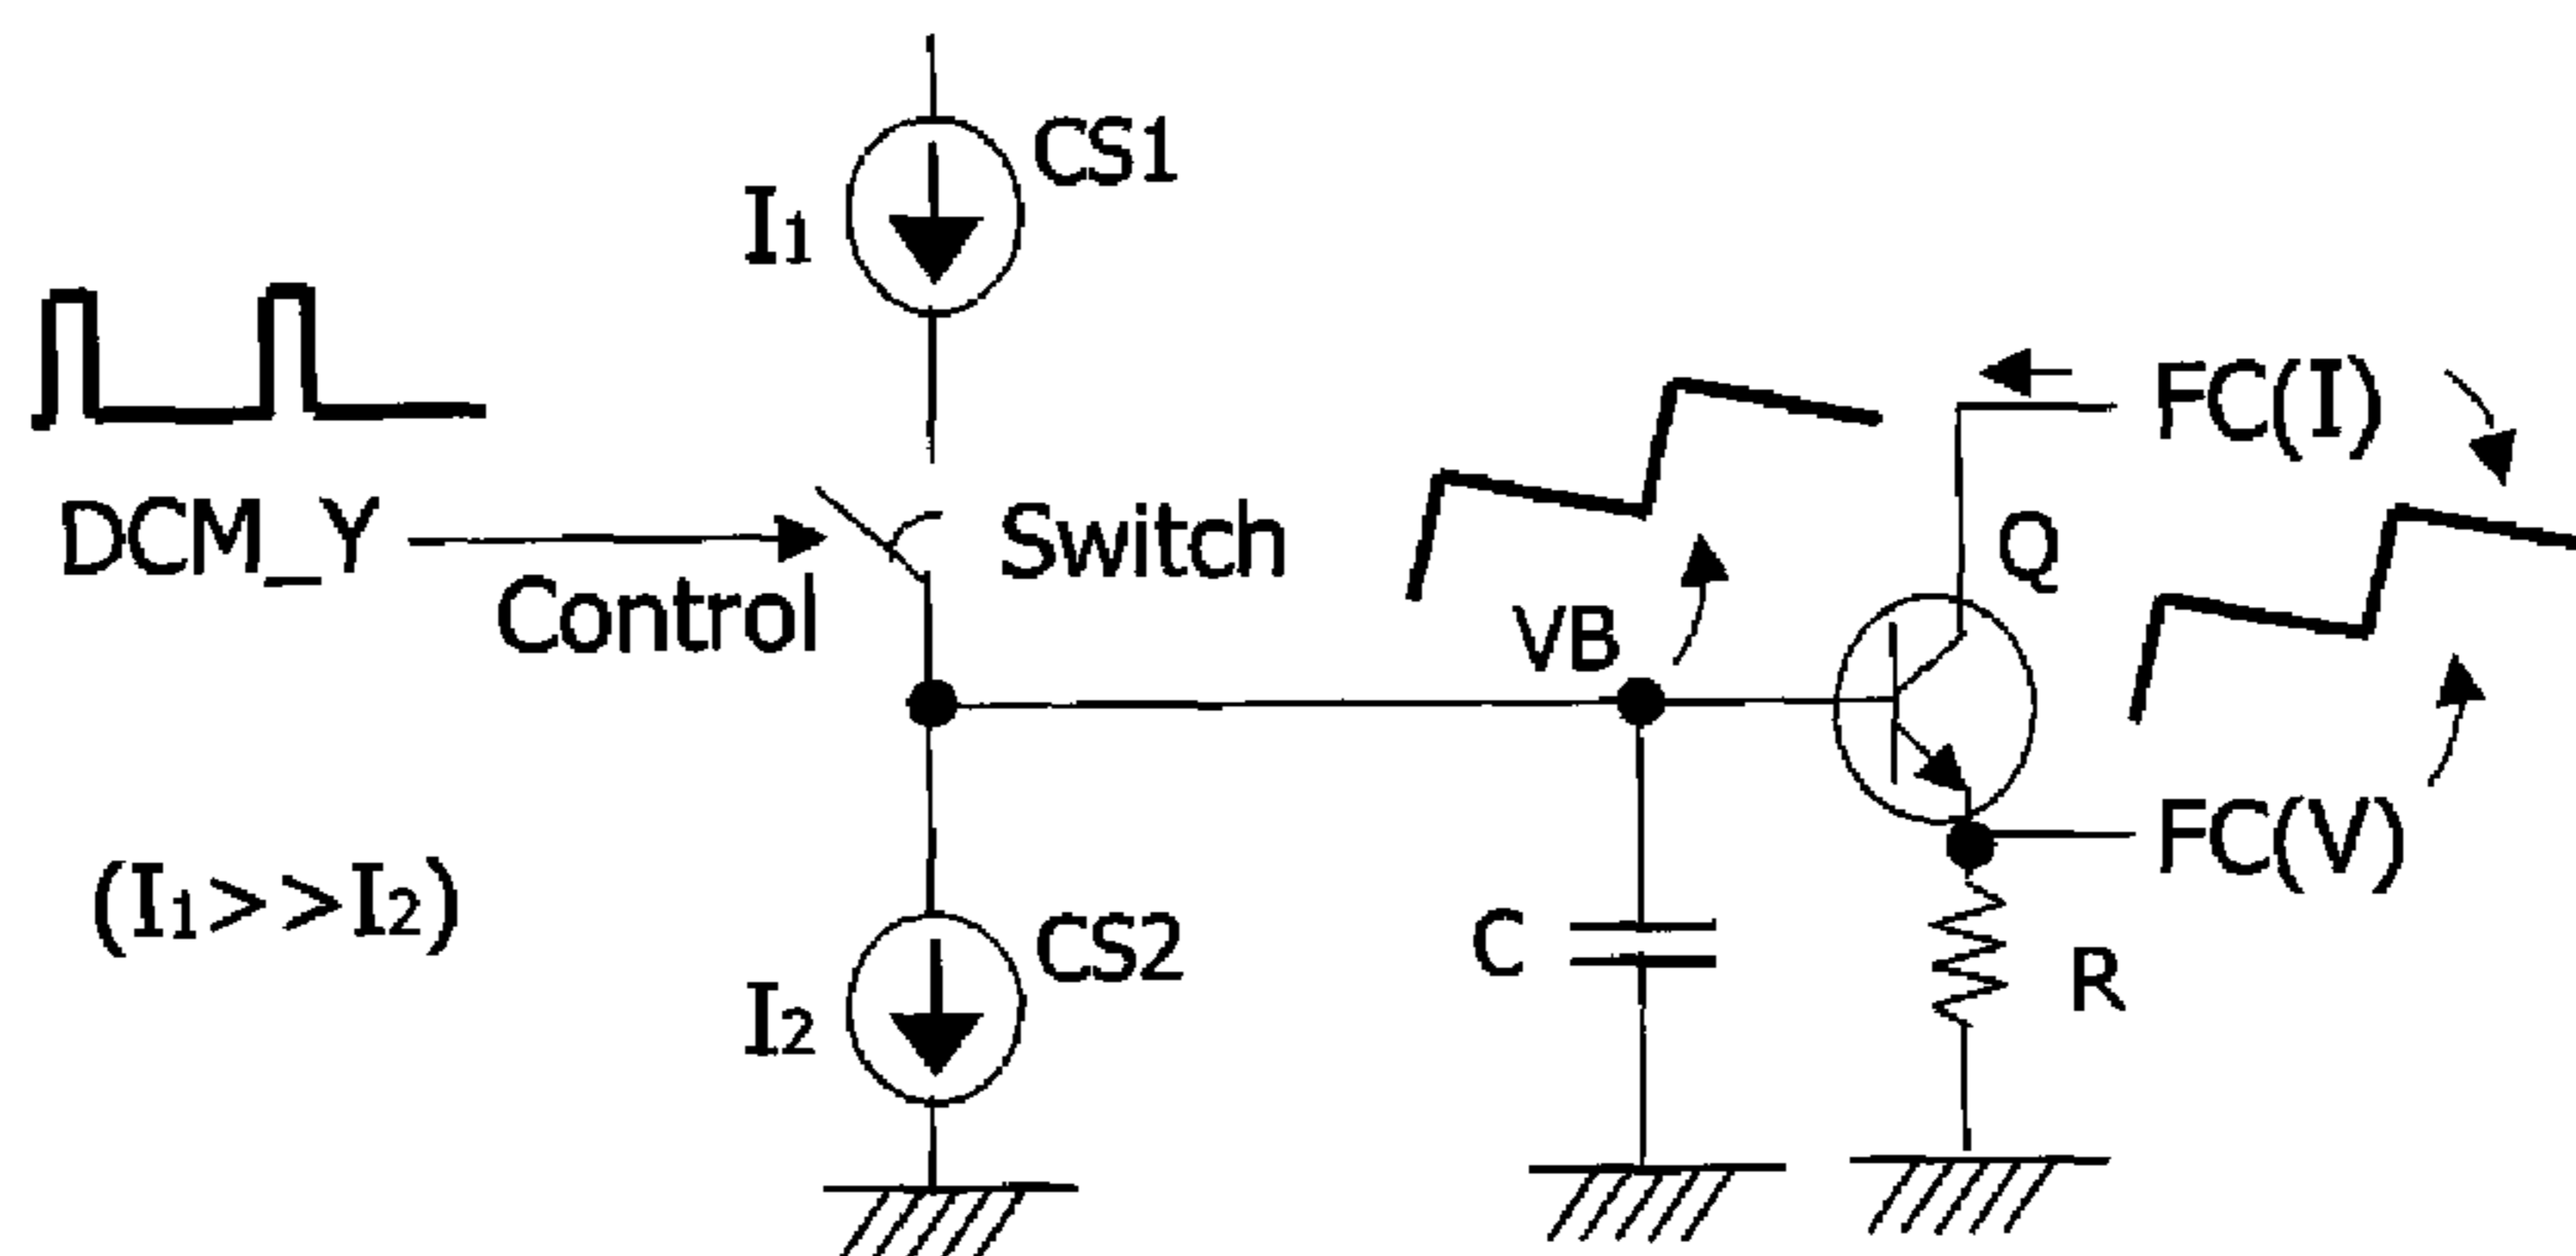 CS1
I1
FC(I)
DCM_Y
Switch
Q
Control
VB
(I1>>I2)
FC(V)
CS2
C
I2
R